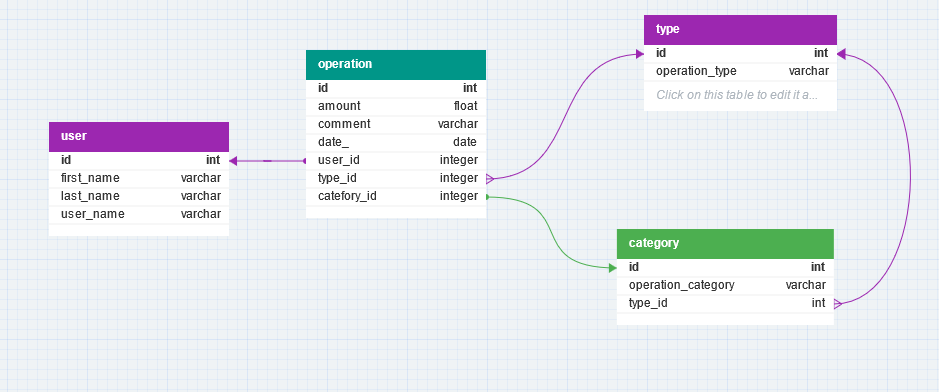 user
id int
first_name varchar
last_name varchar
user_name varchar
operation
id int
amount float
comment varchar
date_ date
user_id integer
type_id integer
catefory_id integer
type
id int
operation_type varchar
Click on this table to edit it a...
category
id int
operation_category varchar
type_id int